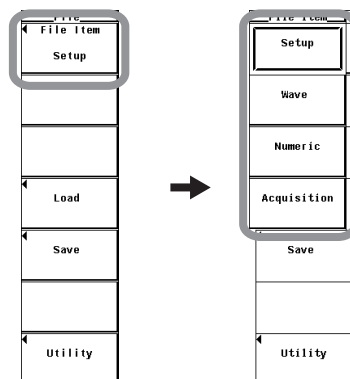 File
File Item
Setup
Load
Save
Utility
File Item
Setup
Wave
Numeric
Acquisition
Save
Utility